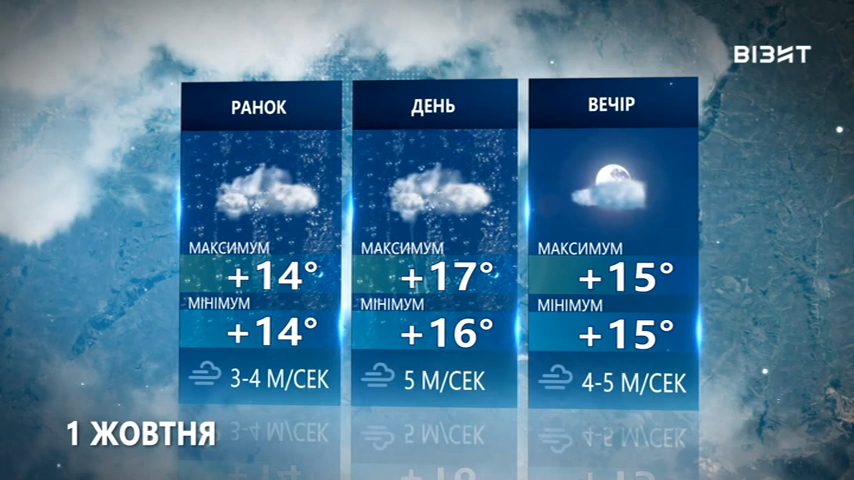 ВІЗИТ
РАНОК
МАКСИМУМ
+14°
МІНІМУМ
+14°
3-4 М/СЕК
ДЕНЬ
МАКСИМУМ
+17°
МІНІМУМ
+16°
5 М/СЕК
ВЕЧІР
МАКСИМУМ
+15°
МІНІМУМ
+15°
4-5 М/СЕК
1 ЖОВТНЯ